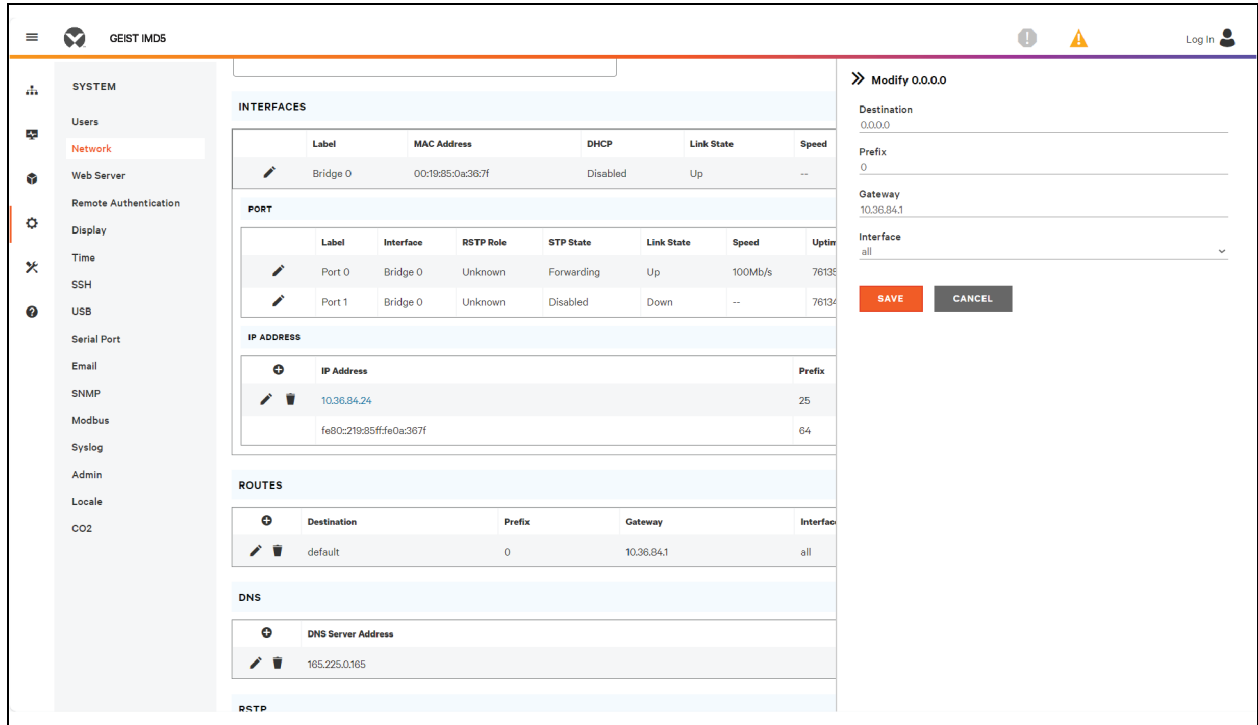 GEIST IMD5
Log In
SYSTEM
Users
Network
Web Server
Remote Authentication
Display
Time
SSH
USB
Serial Port
Email
SNMP
Modbus
Syslog
Admin
Locale
CO2
INTERFACES
Label MAC Address DHCP Link State Speed
Bridge 0 00:19:85:0a:36:7f Disabled Up --
PORT
Label Interface RSTP Role STP State Link State Speed Uptim
Port 0 Bridge 0 Unknown Forwarding Up 100Mb/s 76135
Port 1 Bridge 0 Unknown Disabled Down -- 76134
IP ADDRESS
IP Address Prefix
10.36.84.24 25
fe80::219:85ff:fe0a:367f 64
ROUTES
Destination Prefix Gateway Interfac
default 0 10.36.84.1 all
DNS
DNS Server Address
165.225.0.165
RSTP
Modify 0.0.0.0
Destination
0.0.0.0
Prefix
0
Gateway
10.36.84.1
Interface
all
SAVE CANCEL